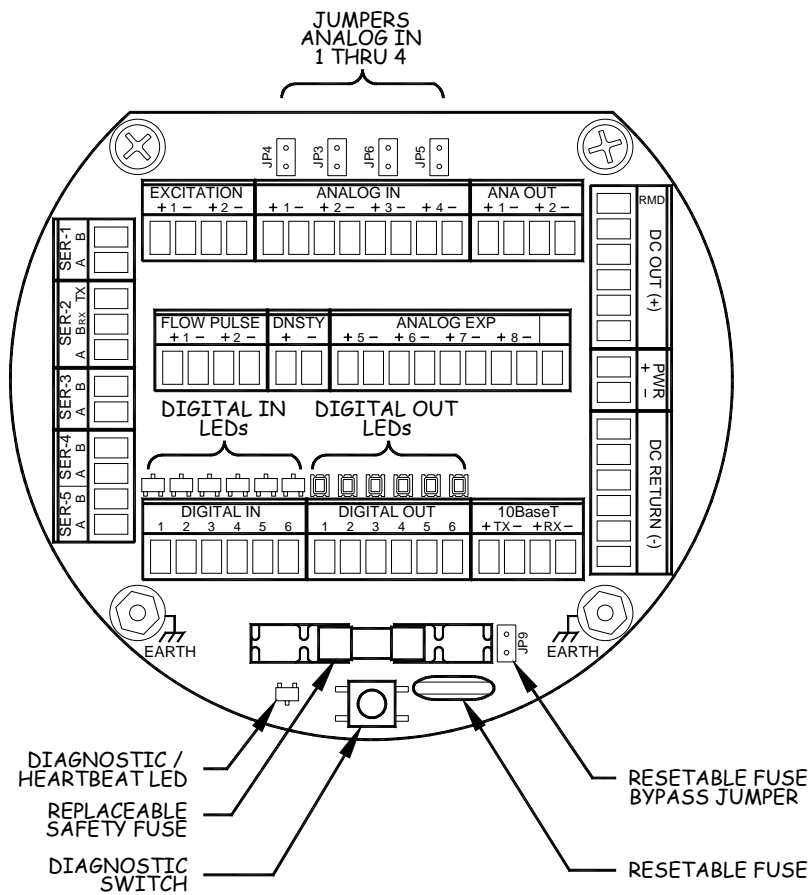 JUMPERS
ANALOG IN
1 THRU 4
JP4
JP3
JP6
JP5
EXCITATION
+ 1 − + 2 −
ANALOG IN
+ 1 − + 2 − + 3 − + 4 −
ANA OUT
+ 1 − + 2 −
RMD
DC OUT (+)
SER-1
B
A
SER-2
TX
RX
B
A
SER-3
B
A
SER-4
B
A
SER-5
B
A
FLOW PULSE
+ 1 − + 2 −
DNSTY
+ −
ANALOG EXP
+ 5 − + 6 − + 7 − + 8 −
PWR
+ −
DC RETURN (-)
DIGITAL IN
LEDs
DIGITAL OUT
LEDs
DIGITAL IN
1 2 3 4 5 6
DIGITAL OUT
1 2 3 4 5 6
10BaseT
+ TX − + RX −
EARTH
JP9
EARTH
DIAGNOSTIC /
HEARTBEAT LED
REPLACEABLE
SAFETY FUSE
DIAGNOSTIC
SWITCH
RESETABLE FUSE
BYPASS JUMPER
RESETABLE FUSE